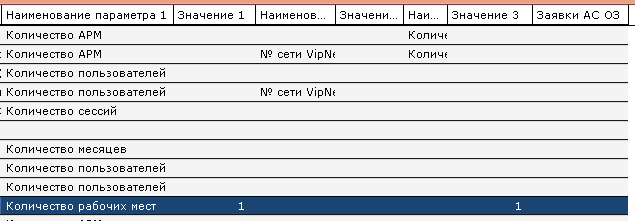 Наименование параметра 1 Значение 1 Наименов... Значени... Наи... Значение 3 Заявки АС ОЗ
Количество АРМ Количе
Количество АРМ № сети VipNe Количе
Количество пользователей
Количество пользователей № сети VipNe
Количество сессий
Количество месяцев
Количество пользователей
Количество пользователей
Количество рабочих мест 1 1